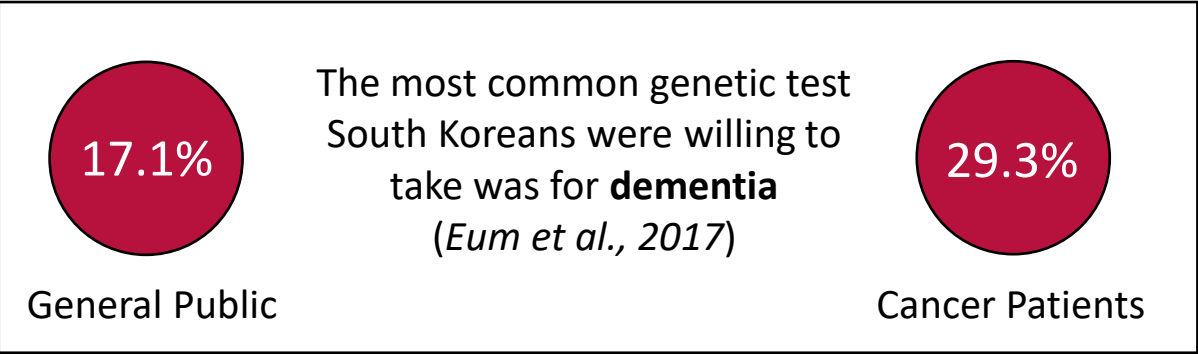 17.1%
General Public
The most common genetic test
South Koreans were willing to
take was for dementia
(Eum et al., 2017)
29.3%
Cancer Patients